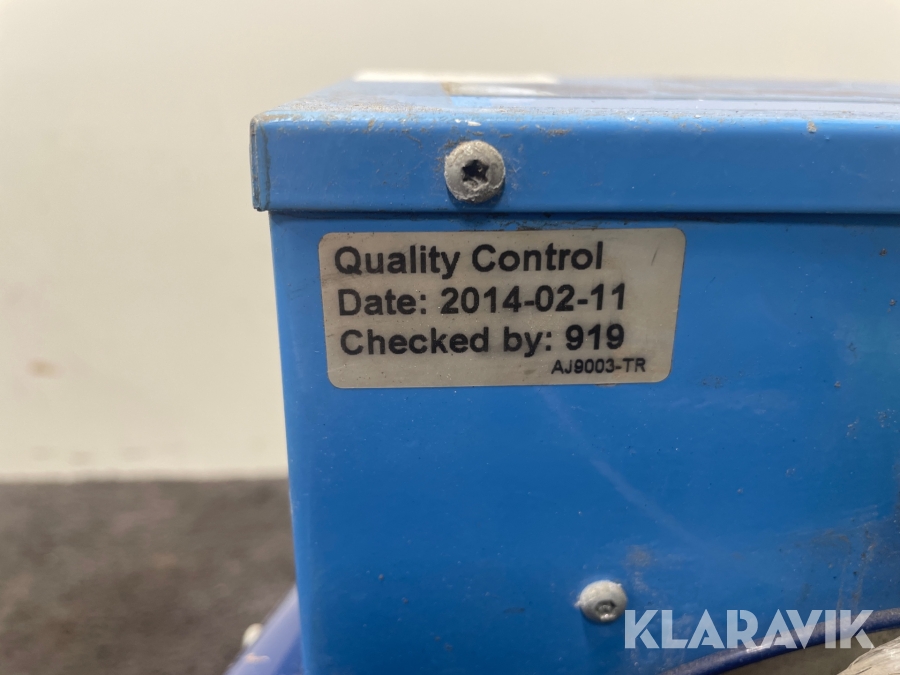 Quality Control
Date: 2014-02-11
Checked by: 919
AJ9003-TR
KLARAVIK